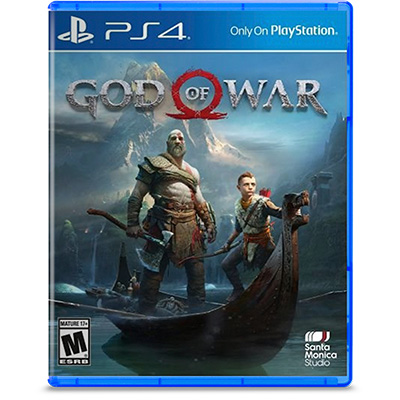 PS4
Only On PlayStation®
GOD OF WAR
MATURE 17+
M
ESRB
Santa
Monica
Studio